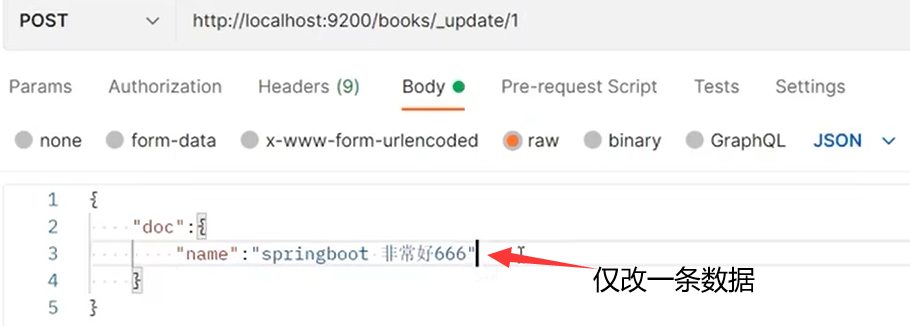 POST http://localhost:9200/books/_update/1
Params Authorization Headers (9) Body Pre-request Script Tests Settings
none form-data x-www-form-urlencoded raw binary GraphQL JSON
1 {
2 "doc":{
3 "name":"springboot 非常好666"
仅改一条数据
4 }
5 }